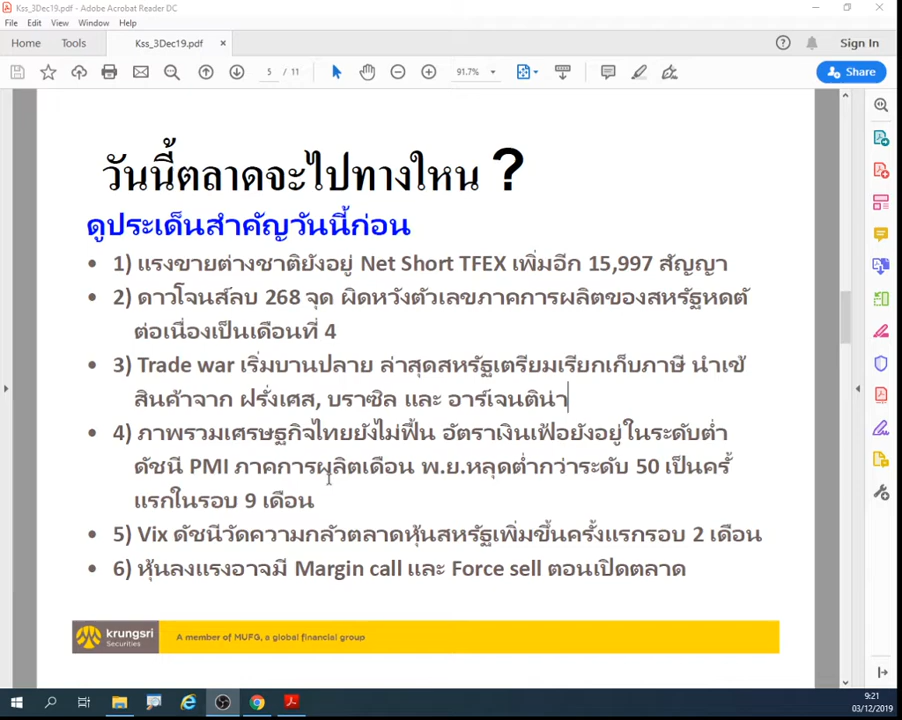 Kss_3Dec19.pdf - Adobe Acrobat Reader DC
File Edit View Window Help
Home Tools Kss_3Dec19.pdf × Sign In
5 / 11 91.7% Share
วันนี้ตลาดจะไปทางใหน ?
ดูประเด็นสำคัญวันนี้ก่อน
• 1) แรงขายต่างชาติยังอยู่ Net Short TFEX เพิ่มอีก 15,997 สัญญา
• 2) ดาวโจนส์ลบ 268 จุด ผิดหวังตัวเลขภาคการผลิตของสหรัฐหดตั
ต่อเนื่องเป็นเดือนที่ 4
• 3) Trade war เริ่มบานปลาย ล่าสุดสหรัฐเตรียมเรียกเก็บภาษี นำเข้
สินค้าจาก ฝรั่งเศส, บราซิล และ อาร์เจนติน่า
• 4) ภาพรวมเศรษฐกิจไทยยังไม่ฟื้น อัตราเงินเฟ้อยังอยู่ในระดับต่ำ
ดัชนี PMI ภาคการผลิตเดือน พ.ย.หลุดต่ำกว่าระดับ 50 เป็นครั้
แรกในรอบ 9 เดือน
• 5) Vix ดัชนีวัดความกลัวตลาดหุ้นสหรัฐเพิ่มขึ้นครั้งแรกรอบ 2 เดือน
• 6) หุ้นลงแรงอาจมี Margin call และ Force sell ตอนเปิดตลาด
krungsri
Securities
A member of MUFG, a global financial group
9:21
03/12/2019